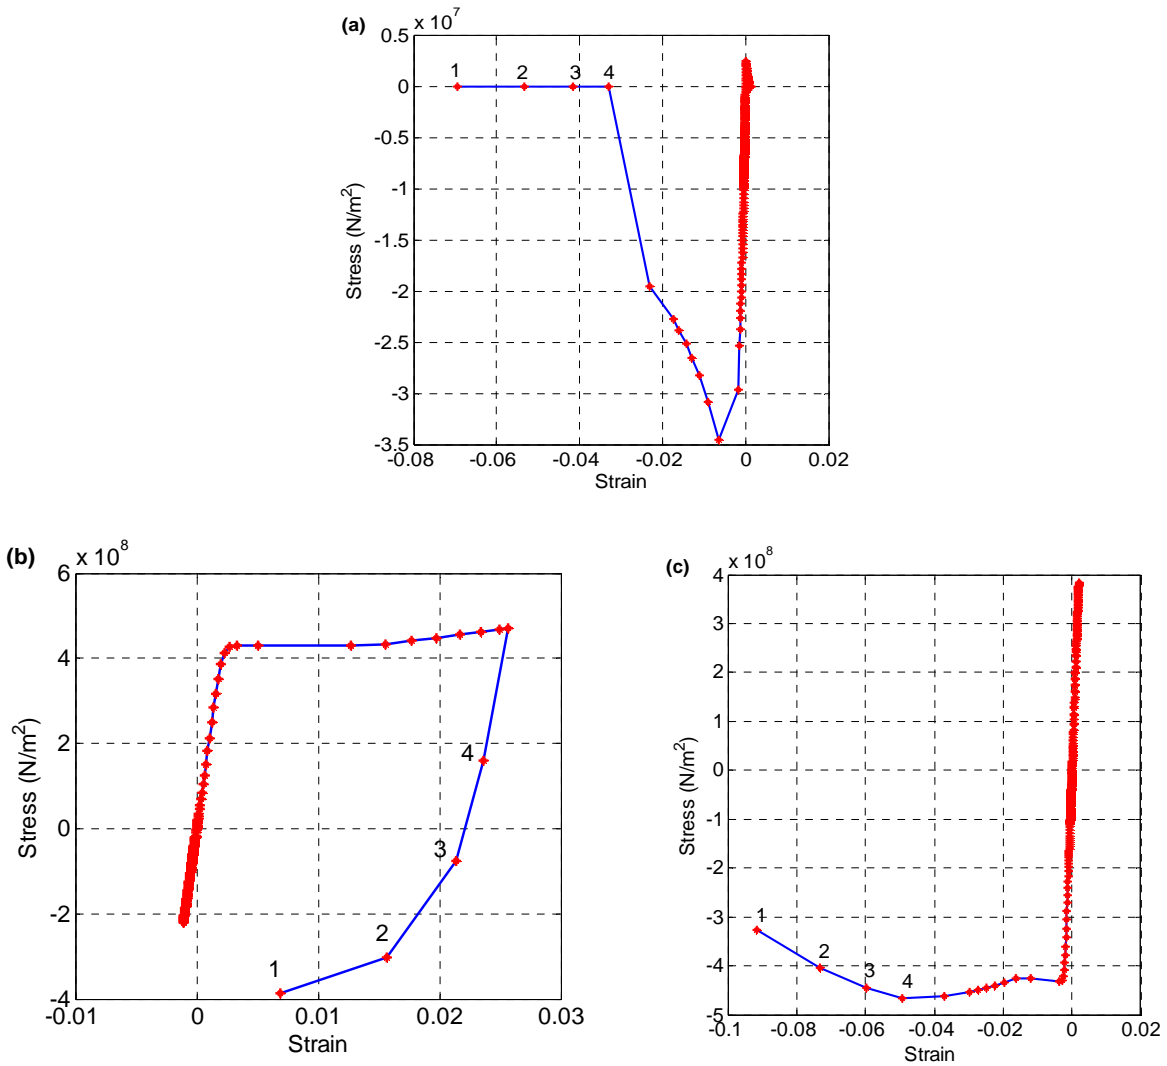 (a)
x 10^7
0.5
0
-0.5
-1
-1.5
-2
-2.5
-3
-3.5
Stress (N/m^2)
1 2 3 4
-0.08 -0.06 -0.04 -0.02 0 0.02
Strain
(b)
x 10^8
6
4
2
0
-2
-4
Stress (N/m^2)
4
3
2
1
-0.01 0 0.01 0.02 0.03
Strain
(c)
x 10^8
4
3
2
1
0
-1
-2
-3
-4
-5
Stress (N/m^2)
1
2
3
4
-0.1 -0.08 -0.06 -0.04 -0.02 0 0.02
Strain